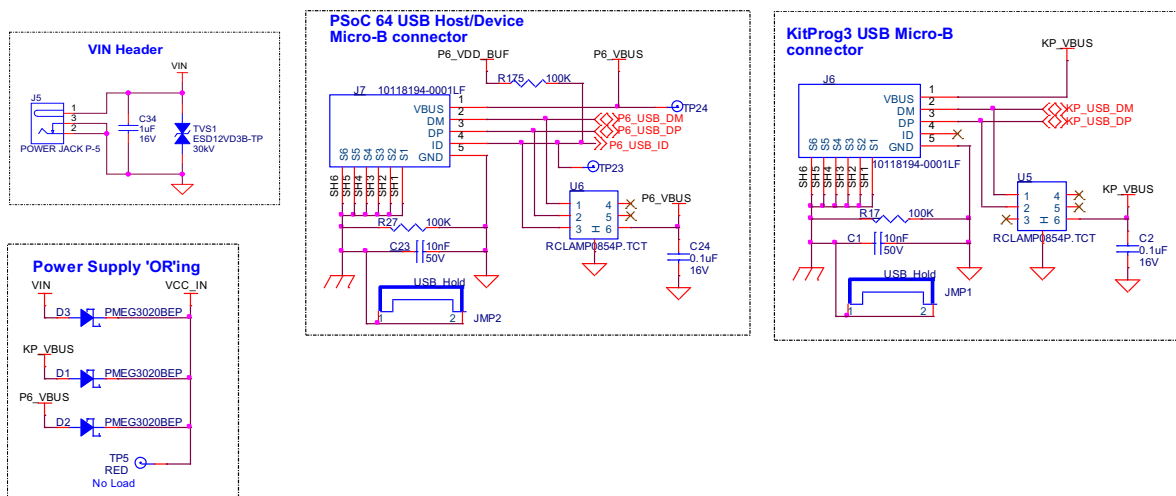 VIN Header
VIN
J5
1
3
2
POWER JACK P-5
C34
1uF
16V
TVS1
ESD12VD3B-TP
30kV
Power Supply 'OR'ing
VIN
VCC_IN
D3
PMEG3020BEP
KP_VBUS
D1
PMEG3020BEP
P6_VBUS
D2
PMEG3020BEP
TP5
RED
No Load
PSoC 64 USB Host/Device
Micro-B connector
P6_VDD_BUF
P6_VBUS
R175
100K
J7
10118194-0001LF
VBUS
1
DM
2
DP
3
ID
4
GND
5
TP24
P6_USB_DM
P6_USB_DP
P6_USB_ID
TP23
S6
S5
S4
S3
S2
S1
SH6
SH5
SH4
SH3
SH2
SH1
R27
100K
C23
10nF
50V
USB_Hold
1
2
JMP2
U6
1
2
3
4
5
6
H
RCLAMP0854P.TCT
P6_VBUS
C24
0.1uF
16V
KitProg3 USB Micro-B
connector
KP_VBUS
J6
VBUS
1
DM
2
DP
3
ID
4
GND
5
KP_USB_DM
KP_USB_DP
10118194-0001LF
S6
S5
S4
S3
S2
S1
SH6
SH5
SH4
SH3
SH2
SH1
R17
100K
C1
10nF
50V
USB_Hold
1
2
JMP1
U5
1
2
3
4
5
6
H
RCLAMP0854P.TCT
KP_VBUS
C2
0.1uF
16V